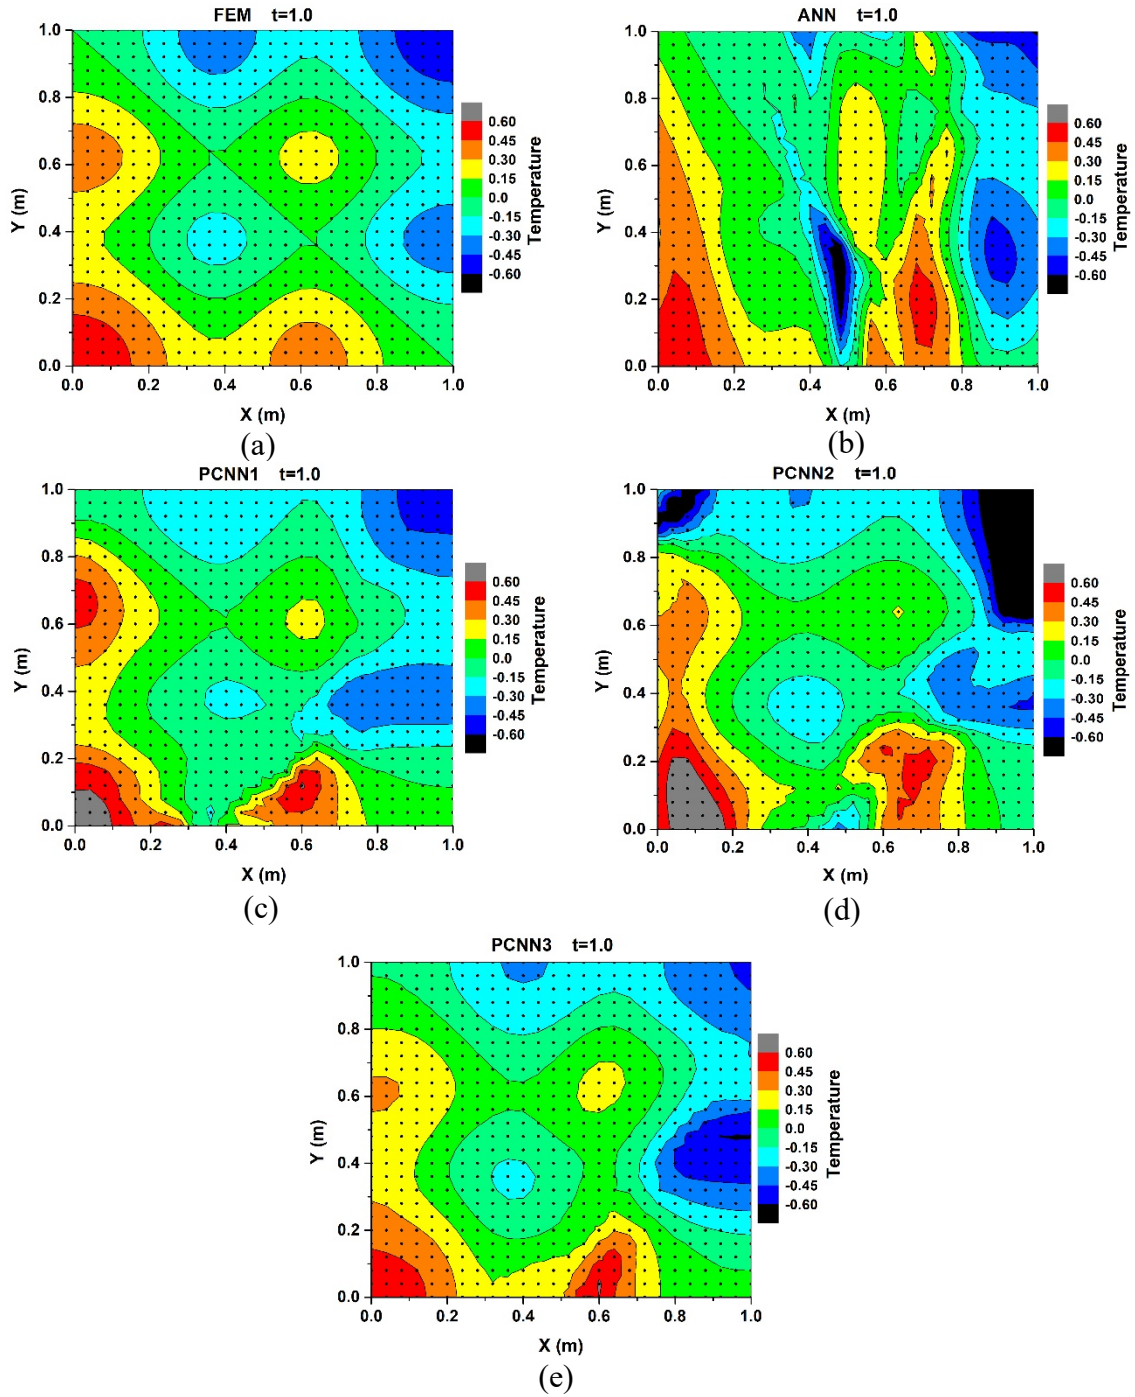 FEM t=1.0
1.0
0.8
0.6
0.4
0.2
0.0
Y (m)
0.0 0.2 0.4 0.6 0.8 1.0
X (m)
0.60
0.45
0.30
0.15
0.0
-0.15
-0.30
-0.45
-0.60
Temperature
(a)
ANN t=1.0
1.0
0.8
0.6
0.4
0.2
0.0
Y (m)
0.0 0.2 0.4 0.6 0.8 1.0
X (m)
0.60
0.45
0.30
0.15
0.0
-0.15
-0.30
-0.45
-0.60
Temperature
(b)
PCNN1 t=1.0
1.0
0.8
0.6
0.4
0.2
0.0
Y (m)
0.0 0.2 0.4 0.6 0.8 1.0
X (m)
0.60
0.45
0.30
0.15
0.0
-0.15
-0.30
-0.45
-0.60
Temperature
(c)
PCNN2 t=1.0
1.0
0.8
0.6
0.4
0.2
0.0
Y (m)
0.0 0.2 0.4 0.6 0.8 1.0
X (m)
0.60
0.45
0.30
0.15
0.0
-0.15
-0.30
-0.45
-0.60
Temperature
(d)
PCNN3 t=1.0
1.0
0.8
0.6
0.4
0.2
0.0
Y (m)
0.0 0.2 0.4 0.6 0.8 1.0
X (m)
0.60
0.45
0.30
0.15
0.0
-0.15
-0.30
-0.45
-0.60
Temperature
(e)